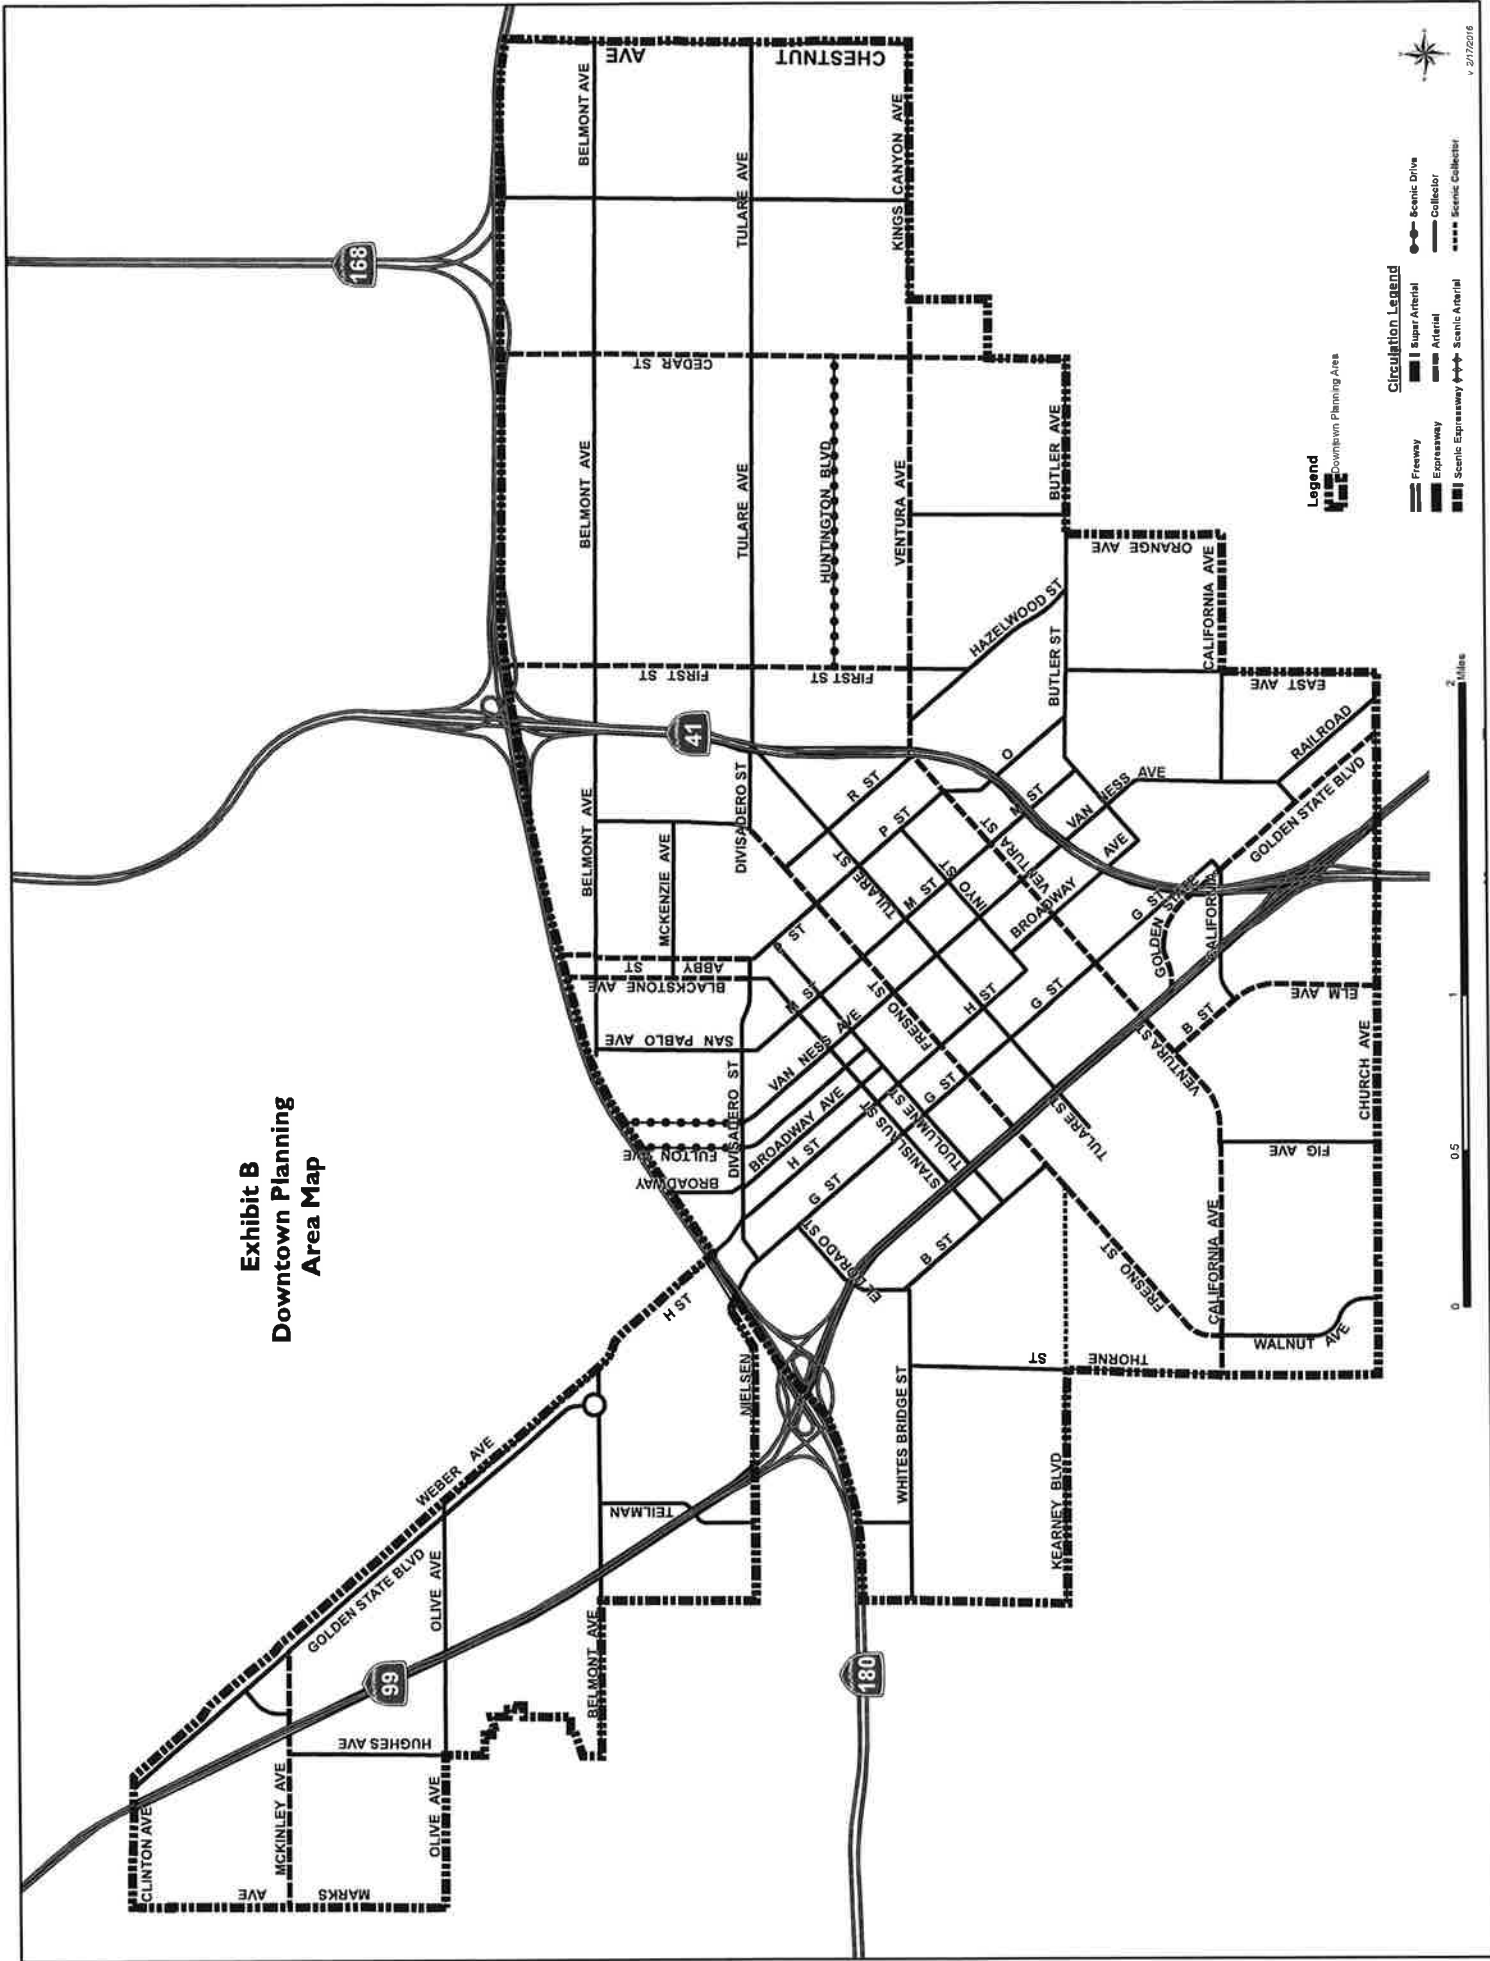 Exhibit B
Downtown Planning
Area Map
168
41
99
180
CLINTON AVE
MCKINLEY AVE
MARKS AVE
OLIVE AVE
HUGHES AVE
GOLDEN STATE BLVD
WEBER AVE
OLIVE AVE
BELMONT AVE
TEILMAN
NIELSEN
H ST
WHITES BRIDGE ST
KEARNEY BLVD
THORNE ST
WALNUT AVE
CALIFORNIA AVE
FRESNO ST
FIG AVE
CHURCH AVE
ELM AVE
B ST
B ST
EL DORADO ST
G ST
H ST
BROADWAY
BROADWAY AVE
FULTON AVE
DIVISADERO ST
VAN NESS AVE
STANISLAUS ST
TUOLUMNE ST
G ST
TULARE ST
SAN PABLO AVE
BLACKSTONE AVE
ABBY ST
MCKENZIE AVE
BELMONT AVE
DIVISADERO ST
M ST
P ST
FRESNO ST
H ST
G ST
TULARE ST
M ST
INYO ST
P ST
R ST
VENTURA ST
VENTURA ST
BROADWAY AVE
VAN NESS AVE
M ST
O
G ST
GOLDEN STATE
CALIFORNIA
GOLDEN STATE BLVD
RAILROAD
EAST AVE
CALIFORNIA AVE
ORANGE AVE
BUTLER ST
BUTLER AVE
HAZELWOOD ST
VENTURA AVE
HUNTINGTON BLVD
FIRST ST
FIRST ST
TULARE AVE
BELMONT AVE
CEDAR ST
KINGS CANYON AVE
TULARE AVE
BELMONT AVE
CHESTNUT AVE
Legend
Downtown Planning Area
Circulation Legend
Freeway
Expressway
Scenic Expressway
Super Arterial
Arterial
Scenic Arterial
Scenic Drive
Collector
Scenic Collector
0 0.5 1 2
Miles
v 2/17/2016